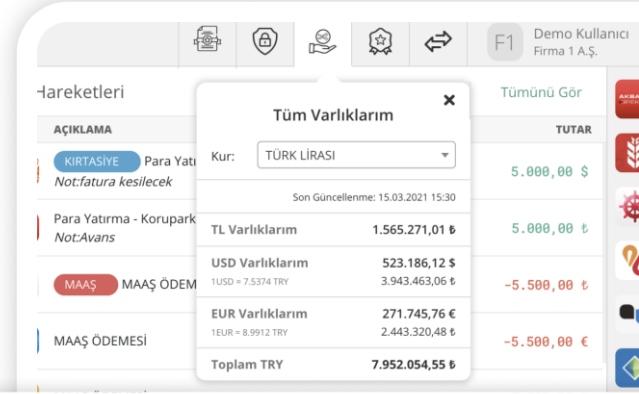 F1
Demo Kullanıcı
Firma 1 A.Ş.
Hareketleri
Tümünü Gör
AÇIKLAMA
TUTAR
KIRTASİYE Para Yatı
Not:fatura kesilecek
5.000,00 $
Para Yatırma - Korupark
Not:Avans
5.000,00 ₺
MAAŞ MAAŞ ÖDEM
-5.500,00 ₺
MAAŞ ÖDEMESİ
-5.500,00 €
Tüm Varlıklarım
Kur: TÜRK LİRASI
Son Güncellenme: 15.03.2021 15:30
TL Varlıklarım 1.565.271,01 ₺
USD Varlıklarım 523.186,12 $
1USD = 7.5374 TRY 3.943.463,06 ₺
EUR Varlıklarım 271.745,76 €
1EUR = 8.9912 TRY 2.443.320,48 ₺
Toplam TRY 7.952.054,55 ₺